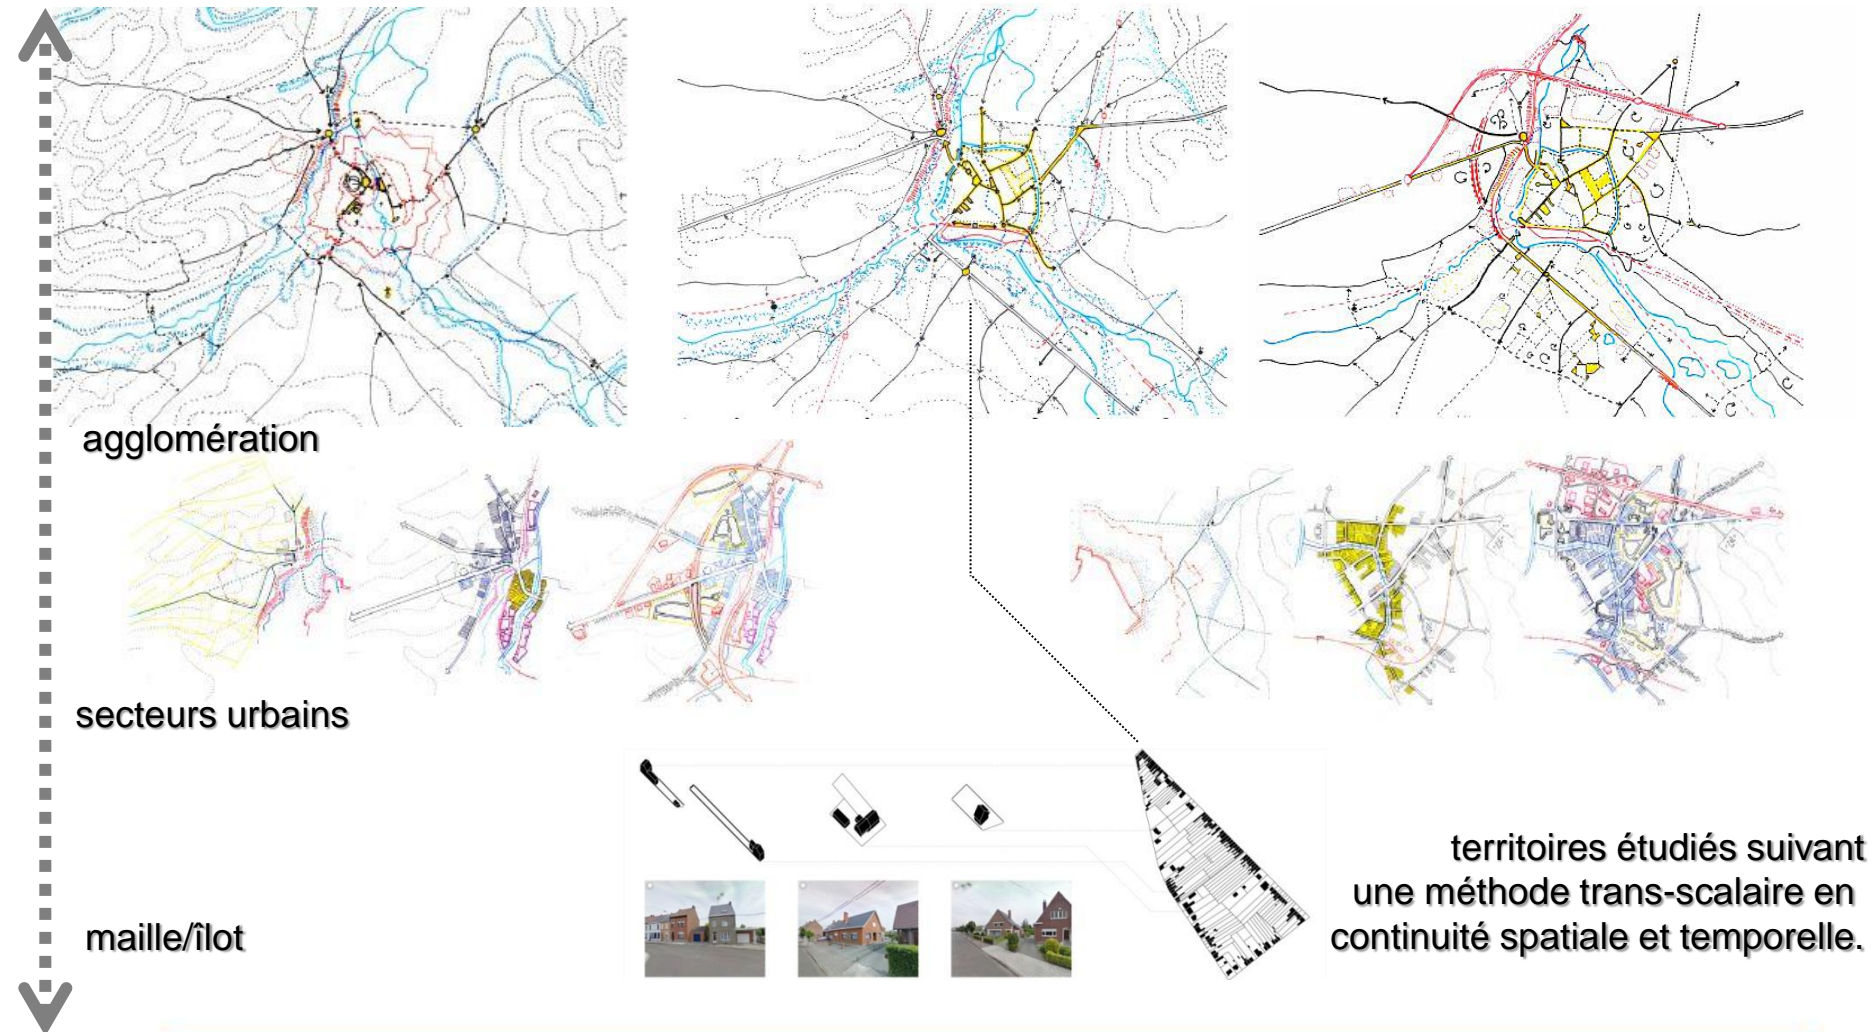 agglomération
secteurs urbains
maille/îlot
territoires étudiés suivant
une méthode trans-scalaire en
continuité spatiale et temporelle.